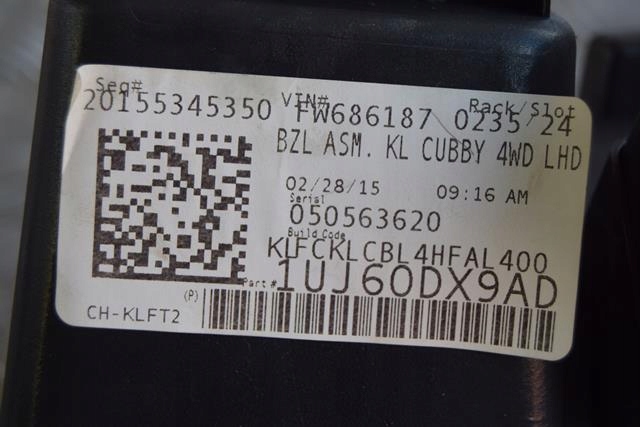 Seq# VIN# Rack/Slot
20155345350 FW686187 0235/24
BZL ASM. KL CUBBY 4WD LHD
02/28/15 09:16 AM
Serial
050563620
Build Code
KLFCKLCBL4HFAL400
Part # 1UJ60DX9AD
(P)
CH-KLFT2